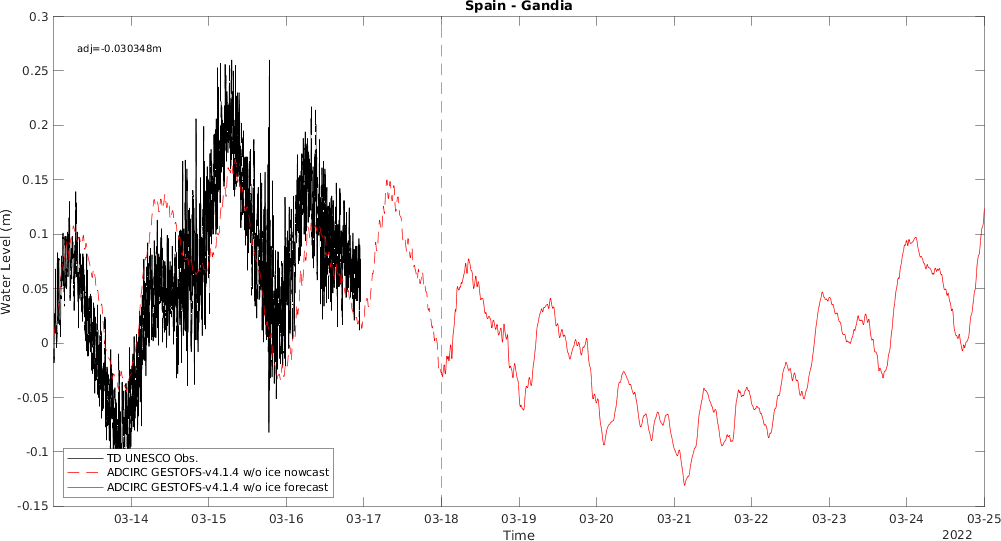 Spain - Gandia
adj=-0.030348m
0.3
0.25
0.2
0.15
0.1
0.05
0
-0.05
-0.1
-0.15
Water Level (m)
TD UNESCO Obs.
ADCIRC GESTOFS-v4.1.4 w/o ice nowcast
ADCIRC GESTOFS-v4.1.4 w/o ice forecast
03-14 03-15 03-16 03-17 03-18 03-19 03-20 03-21 03-22 03-23 03-24 03-25
Time
2022